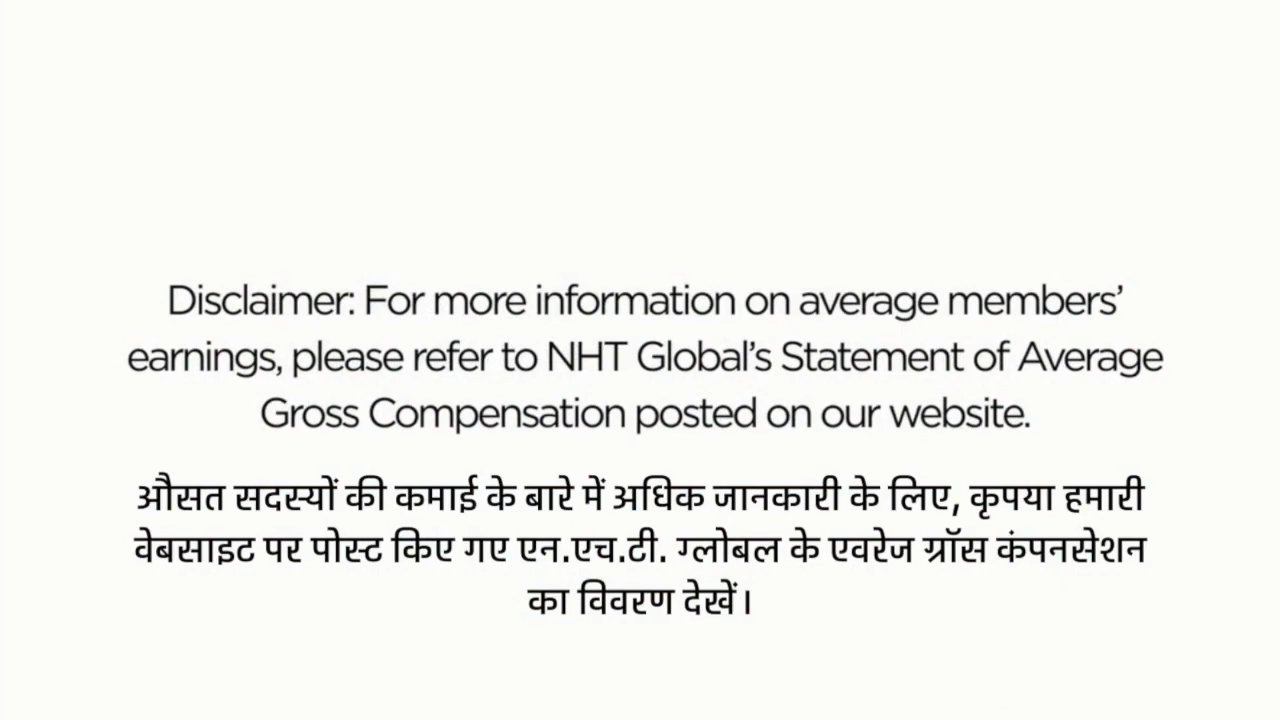 Disclaimer: For more information on average members’
earnings, please refer to NHT Global’s Statement of Average
Gross Compensation posted on our website.
औसत सदस्यों की कमाई के बारे में अधिक जानकारी के लिए, कृपया हमारी
वेबसाइट पर पोस्ट किए गए एन.एच.टी. ग्लोबल के एवरेज ग्रॉस कंपनसेशन
का विवरण देखें।